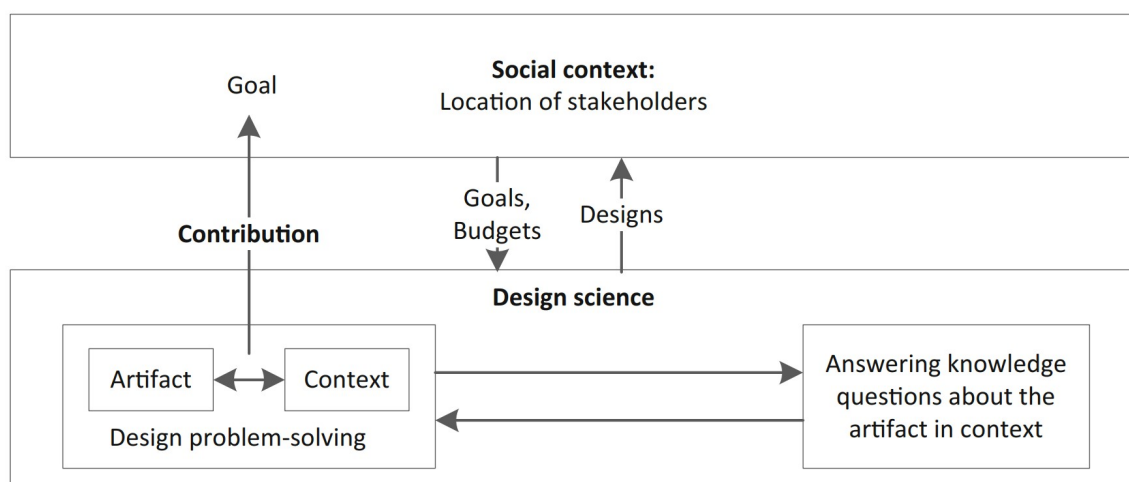 Social context:
Goal
Location of stakeholders
Goals,
Budgets
Designs
Contribution
Design science
Artifact
Context
Design problem-solving
Answering knowledge
questions about the
artifact in context